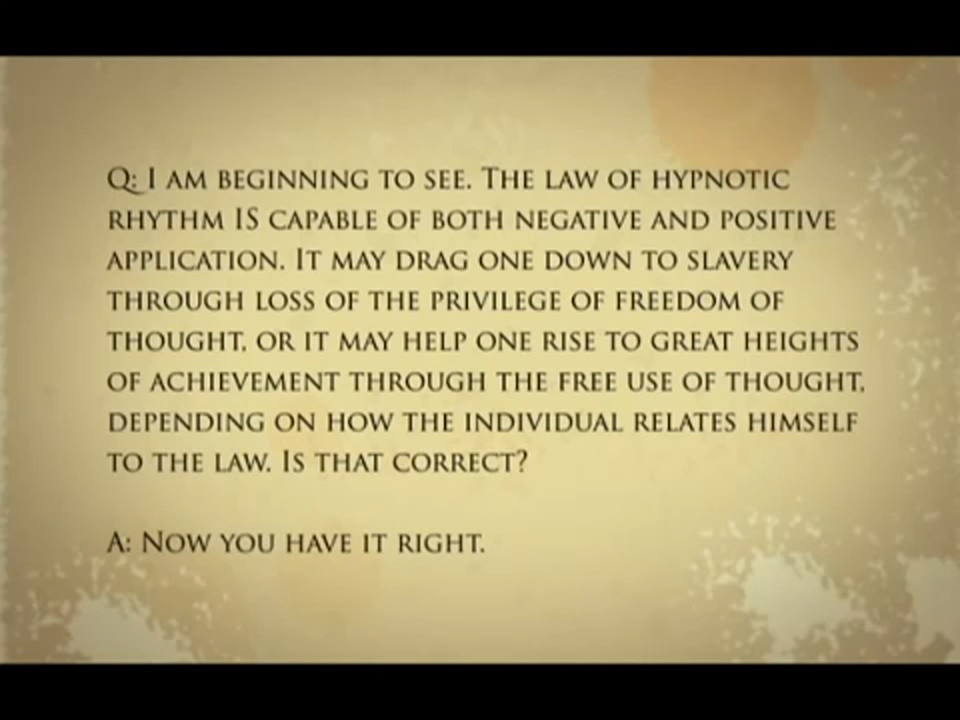 Q: I AM BEGINNING TO SEE. THE LAW OF HYPNOTIC
RHYTHM IS CAPABLE OF BOTH NEGATIVE AND POSITIVE
APPLICATION. IT MAY DRAG ONE DOWN TO SLAVERY
THROUGH LOSS OF THE PRIVILEGE OF FREEDOM OF
THOUGHT, OR IT MAY HELP ONE RISE TO GREAT HEIGHTS
OF ACHIEVEMENT THROUGH THE FREE USE OF THOUGHT,
DEPENDING ON HOW THE INDIVIDUAL RELATES HIMSELF
TO THE LAW. IS THAT CORRECT?
A: NOW YOU HAVE IT RIGHT.